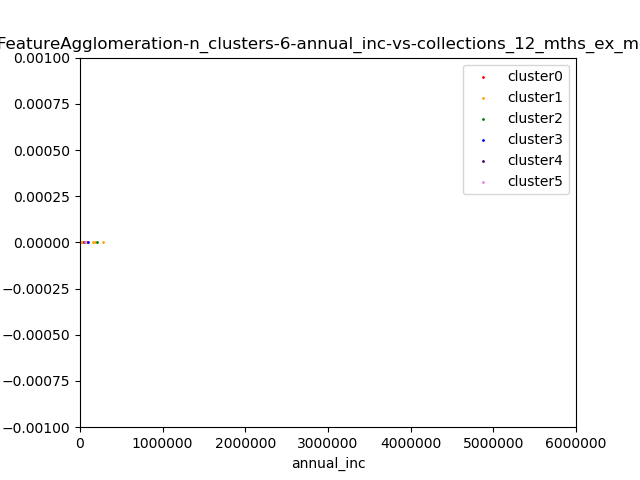 FeatureAgglomeration-n_clusters-6-annual_inc-vs-collections_12_mths_ex_m
0.00100
0.00075
0.00050
0.00025
0.00000
−0.00025
−0.00050
−0.00075
−0.00100
cluster0
cluster1
cluster2
cluster3
cluster4
cluster5
0 1000000 2000000 3000000 4000000 5000000 6000000
annual_inc